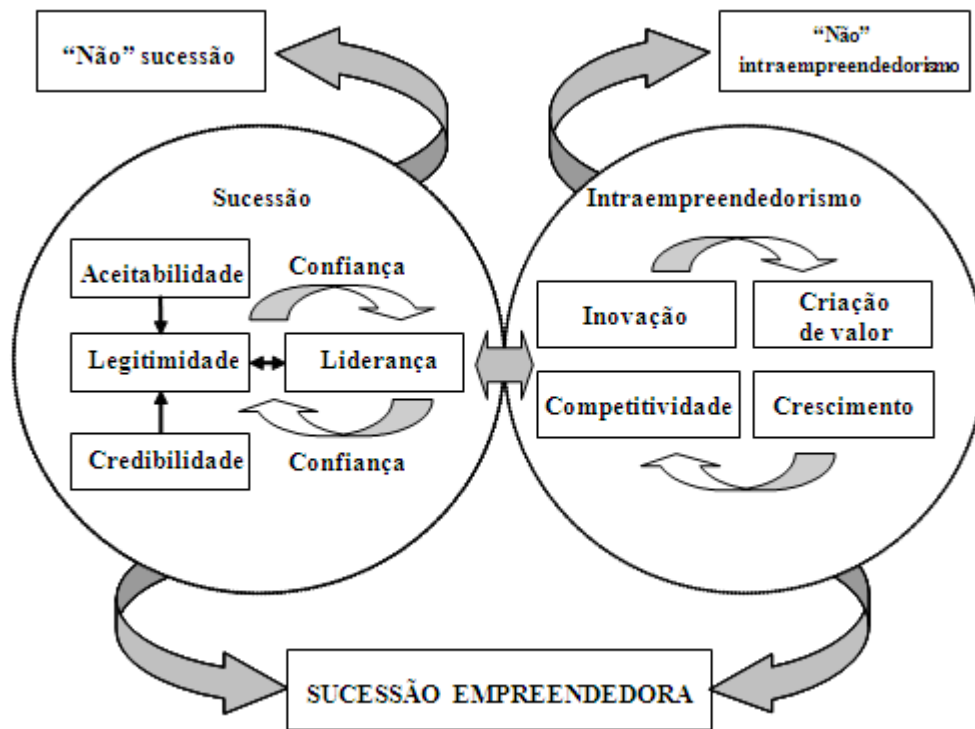 “Não” sucessão
“Não”
intraempreendedorismo
Sucessão
Aceitabilidade
Confiança
Legitimidade
Liderança
Credibilidade
Confiança
Intraempreendedorismo
Inovação
Criação
de valor
Competitividade
Crescimento
SUCESSÃO EMPREENDEDORA